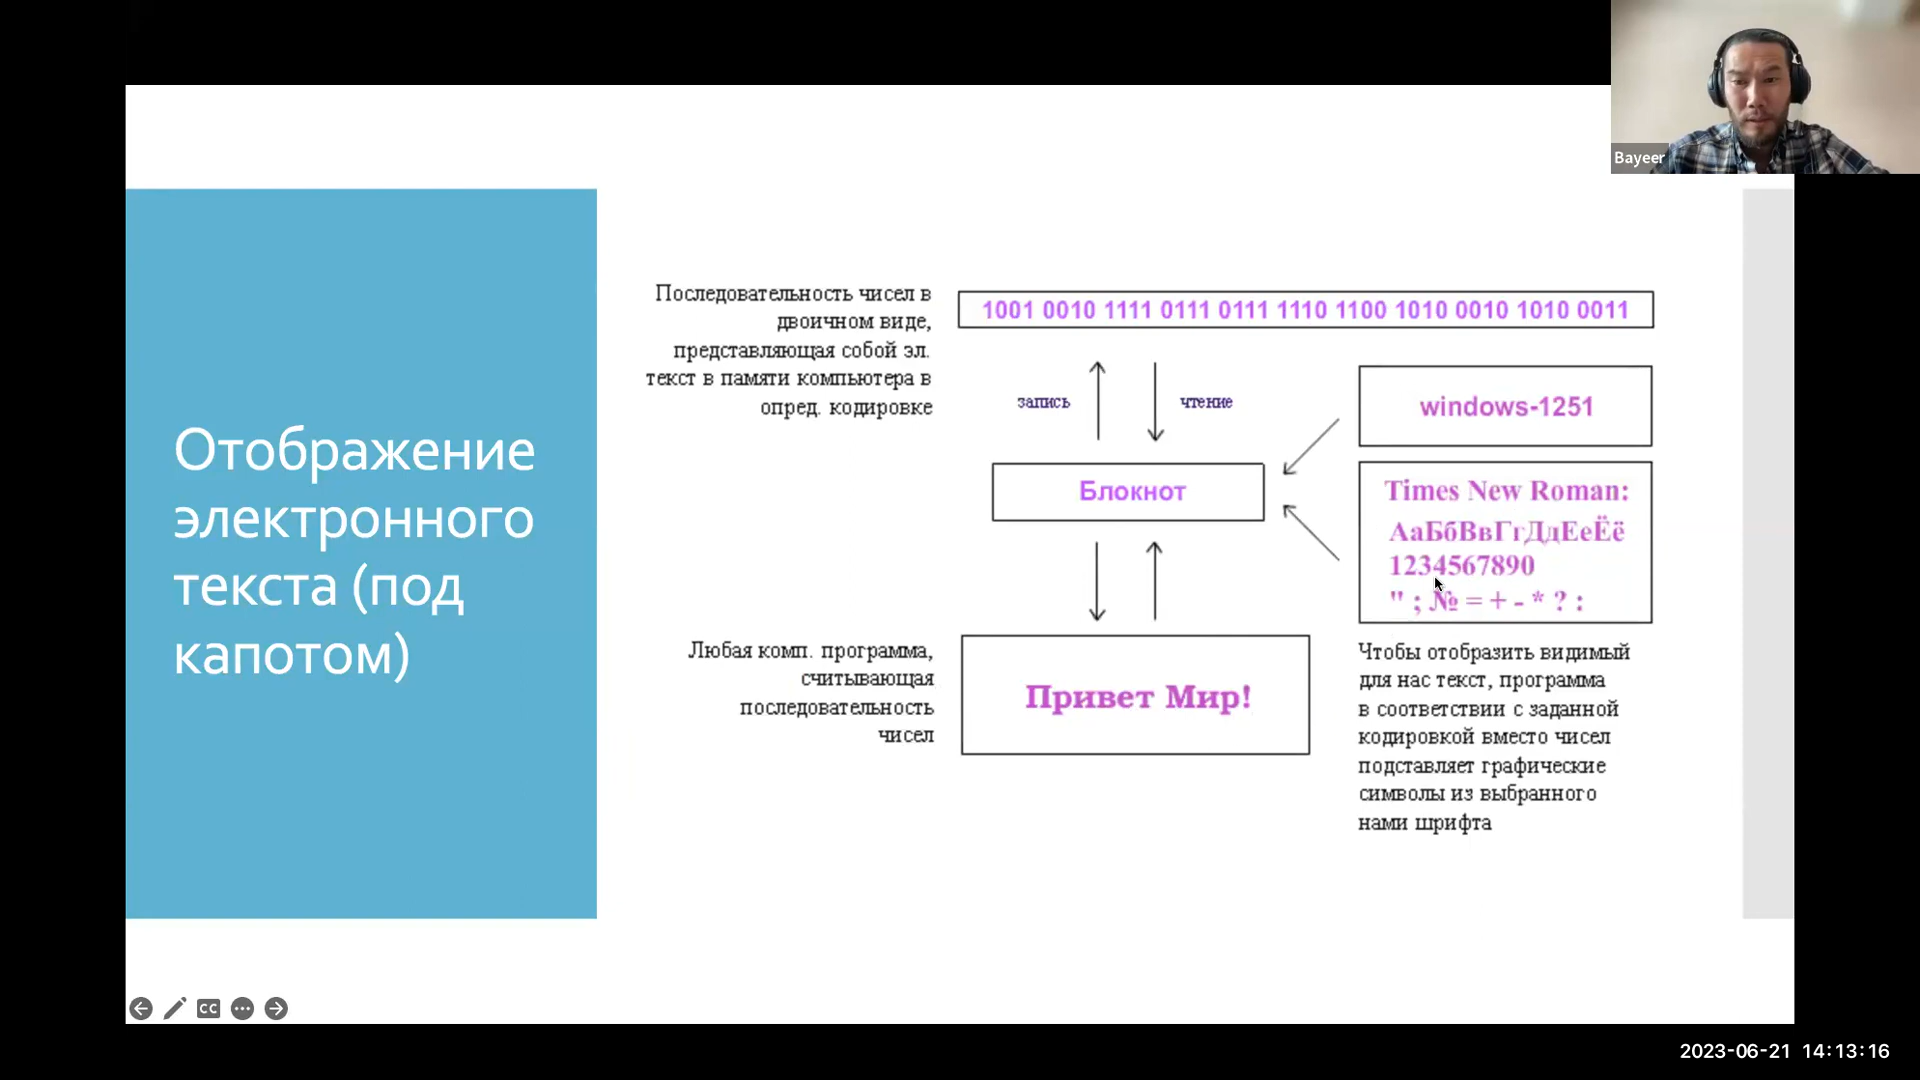 Bayeer
Отображение
электронного
текста (под
капотом)
Последовательность чисел в
двоичном виде,
представляющая собой эл.
текст в памяти компьютера в
опред. кодировке
1001 0010 1111 0111 0111 1110 1100 1010 0010 1010 0011
запись
чтение
windows-1251
Блокнот
Times New Roman:
АаБбВвГгДдЕеЁё
1234567890
" ; № = + - * ? :
Любая комп. программа,
считывающая
последовательность
чисел
Привет Мир!
Чтобы отобразить видимый
для нас текст, программа
в соответствии с заданной
кодировкой вместо чисел
подставляет графические
символы из выбранного
нами шрифта
CC
2023-06-21 14:13:16